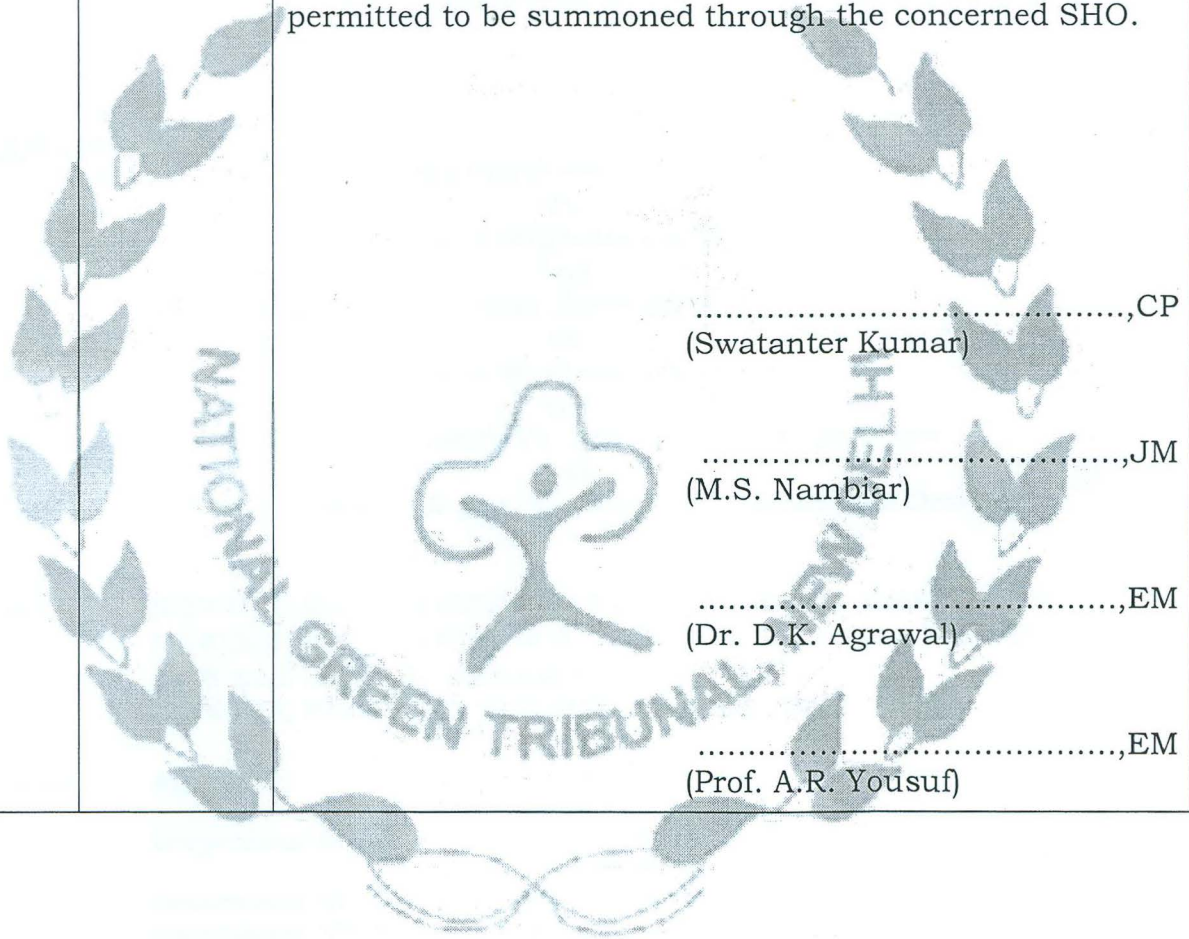 permitted to be summoned through the concerned SHO.
...........................................,CP
(Swatanter Kumar)
...........................................,JM
(M.S. Nambiar)
...........................................,EM
(Dr. D.K. Agrawal)
...........................................,EM
(Prof. A.R. Yousuf)
NATIONAL GREEN TRIBUNAL, NEW DELHI